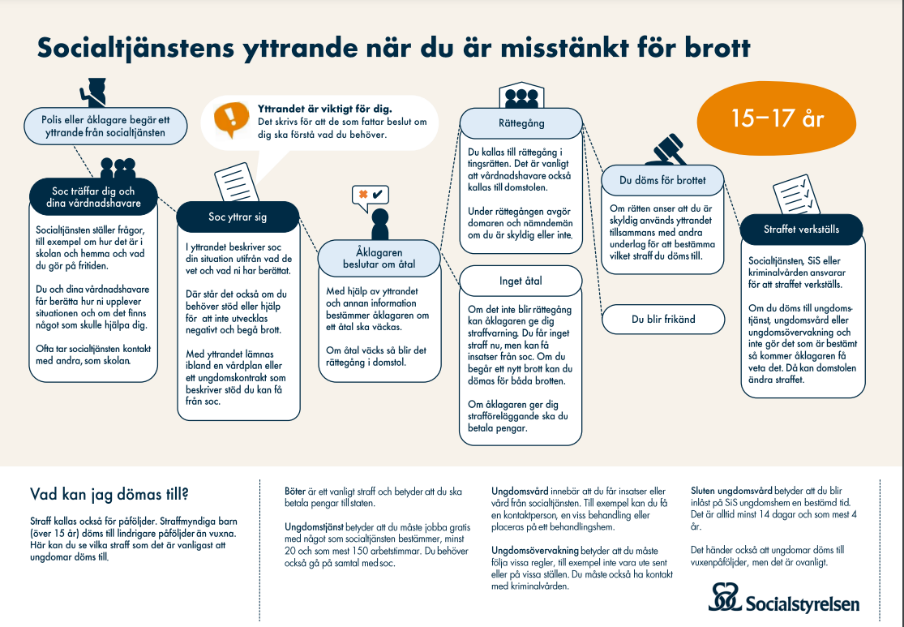 Socialtjänstens yttrande när du är misstänkt för brott
Polis eller åklagare begär ett
yttrande från socialtjänsten
Yttrandet är viktigt för dig.
Det skrivs för att de som fattar beslut om
dig ska förstå vad du behöver.
15–17 år
Soc träffar dig och
dina vårdnadshavare
Socialtjänsten ställer frågor,
till exempel om hur det är i
skolan och hemma och vad
du gör på fritiden.
Du och dina vårdnadshavare
får berätta hur ni upplever
situationen och om det finns
något som skulle hjälpa dig.
Ofta tar socialtjänsten kontakt
med andra, som skolan.
Soc yttrar sig
I yttrandet beskriver soc
din situation utifrån vad de
vet och vad ni har berättat.
Där står det också om du
behöver stöd eller hjälp
för att inte utvecklas
negativt och begå brott.
Med yttrandet lämnas
ibland en vårdplan eller
ett ungdomskontrakt som
beskriver stöd du kan få
från soc.
Åklagaren
beslutar om åtal
Med hjälp av yttrandet
och annan information
bestämmer åklagaren om
ett åtal ska väckas.
Om åtal väcks så blir det
rättegång i domstol.
Rättegång
Du kallas till rättegång i
tingsrätten. Det är vanligt
att vårdnadshavare också
kallas till domstolen.
Under rättegången avgör
domaren och nämndemän
om du är skyldig eller inte.
Inget åtal
Om det inte blir rättegång
kan åklagaren ge dig
straffvarning. Du får inget
straff nu, men kan få
insatser från soc. Om du
begår ett nytt brott kan du
dömas för båda brotten.
Om åklagaren ger dig
strafföreläggande ska du
betala pengar.
Du döms för brottet
Om rätten anser att du är
skyldig används yttrandet
tillsammans med andra
underlag för att bestämma
vilket straff du döms till.
Du blir frikänd
Straffet verkställs
Socialtjänsten, SiS eller
kriminalvården ansvarar
för att straffet verkställs.
Om du döms till ungdoms-
tjänst, ungdomsvård eller
ungdomsövervakning och
inte gör det som är bestämt
så kommer åklagaren få
veta det. Då kan domstolen
ändra straffet.
Vad kan jag dömas till?
Straff kallas också för påföljder. Straffmyndiga barn
(över 15 år) döms till lindrigare påföljder än vuxna.
Här kan du se vilka straff som det är vanligast att
ungdomar döms till.
Böter är ett vanligt straff och betyder att du ska
betala pengar till staten.
Ungdomstjänst betyder att du måste jobba gratis
med något som socialtjänsten bestämmer, minst
20 och som mest 150 arbetstimmar. Du behöver
också gå på samtal med soc.
Ungdomsvård innebär att du får insatser eller
vård från socialtjänsten. Till exempel kan du få
en kontaktperson, en viss behandling eller
placeras på ett behandlingshem.
Ungdomsövervakning betyder att du måste
följa vissa regler, till exempel inte vara ute sent
eller på vissa ställen. Du måste också ha kontakt
med kriminalvården.
Sluten ungdomsvård betyder att du blir
inlåst på SiS ungdomshem en bestämd tid.
Det är alltid minst 14 dagar och som mest 4
år.
Det händer också att ungdomar döms till
vuxenpåföljder, men det är ovanligt.
Socialstyrelsen